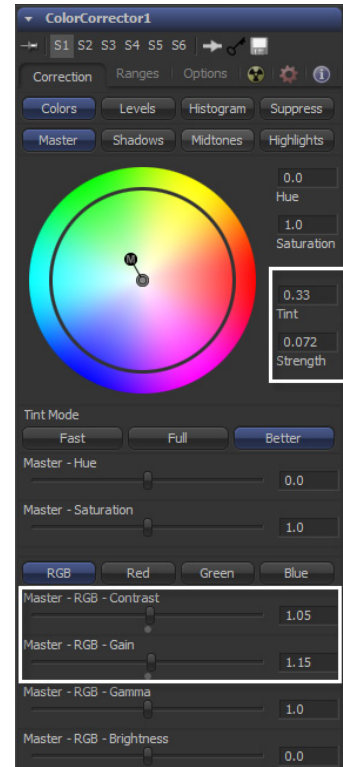 ColorCorrector1
S1 S2 S3 S4 S5 S6
Correction Ranges Options
Colors Levels Histogram Suppress
Master Shadows Midtones Highlights
0.0
Hue
1.0
Saturation
M
0.33
Tint
0.072
Strength
Tint Mode
Fast Full Better
Master - Hue
0.0
Master - Saturation
1.0
RGB Red Green Blue
Master - RGB - Contrast
1.05
Master - RGB - Gain
1.15
Master - RGB - Gamma
1.0
Master - RGB - Brightness
0.0